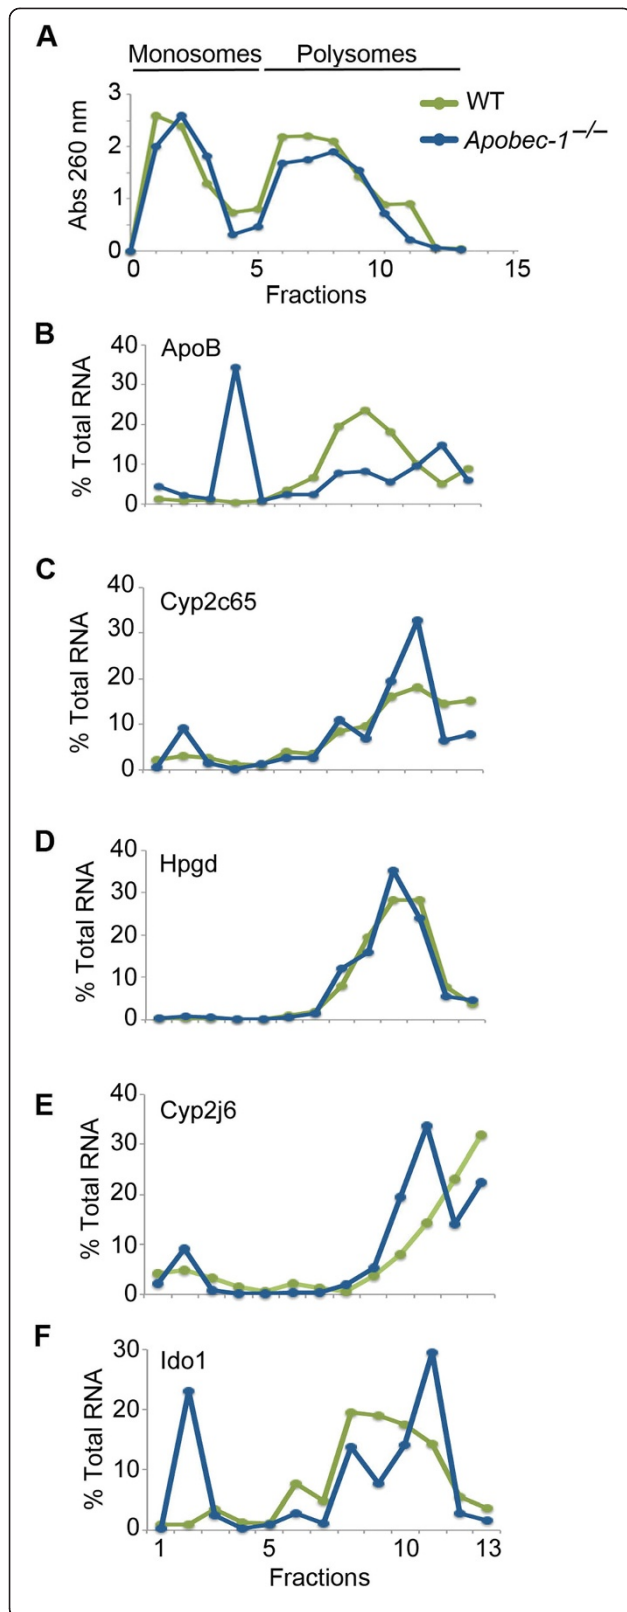 A
Monosomes Polysomes
3
2
1
0
Abs 260 nm
WT
Apobec-1−/−
0 5 10 15
Fractions
B
ApoB
40
30
20
10
0
% Total RNA
C
Cyp2c65
40
30
20
10
0
% Total RNA
D
Hpgd
40
30
20
10
0
% Total RNA
E
Cyp2j6
40
30
20
10
0
% Total RNA
F
Ido1
30
20
10
0
% Total RNA
1 5 10 13
Fractions